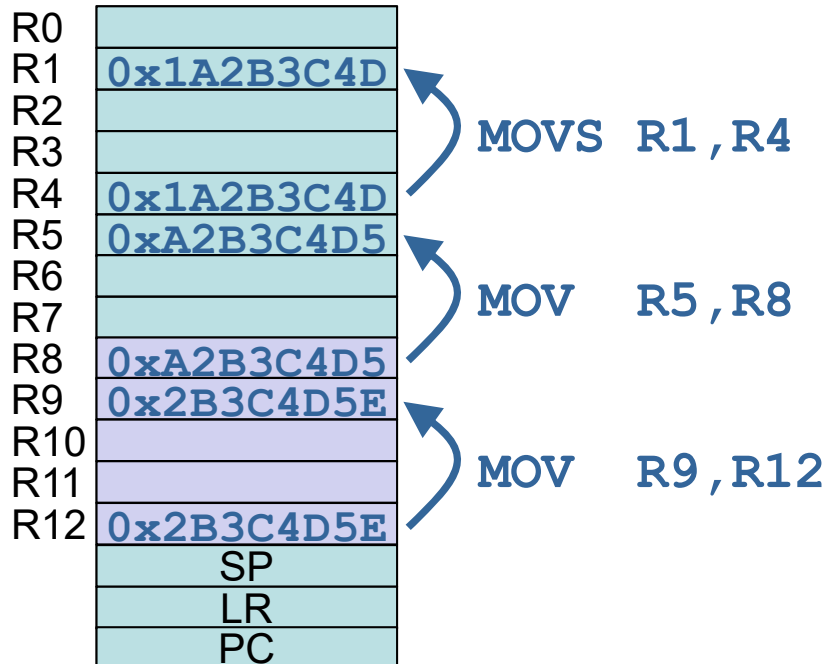 R0
R1 0x1A2B3C4D
R2
R3
MOVS R1,R4
R4 0x1A2B3C4D
R5 0xA2B3C4D5
R6
R7
MOV R5,R8
R8 0xA2B3C4D5
R9 0x2B3C4D5E
R10
R11
MOV R9,R12
R12 0x2B3C4D5E
SP
LR
PC